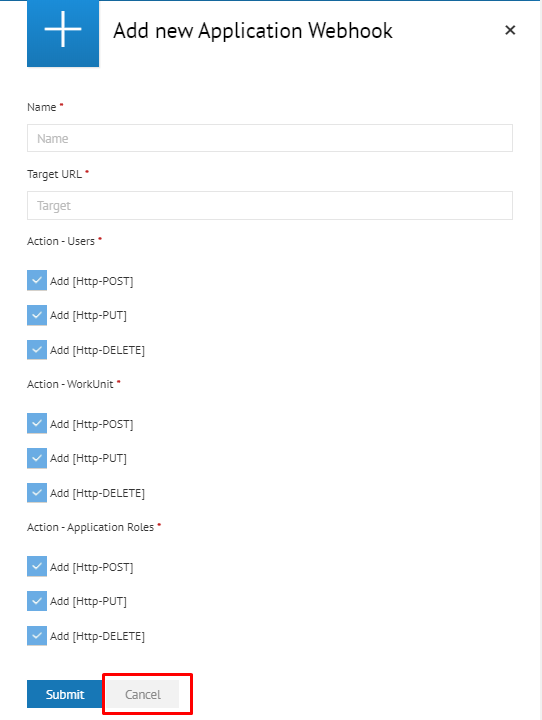 Add new Application Webhook
Name *
Name
Target URL *
Target
Action - Users *
Add [Http-POST]
Add [Http-PUT]
Add [Http-DELETE]
Action - WorkUnit *
Add [Http-POST]
Add [Http-PUT]
Add [Http-DELETE]
Action - Application Roles *
Add [Http-POST]
Add [Http-PUT]
Add [Http-DELETE]
Submit Cancel